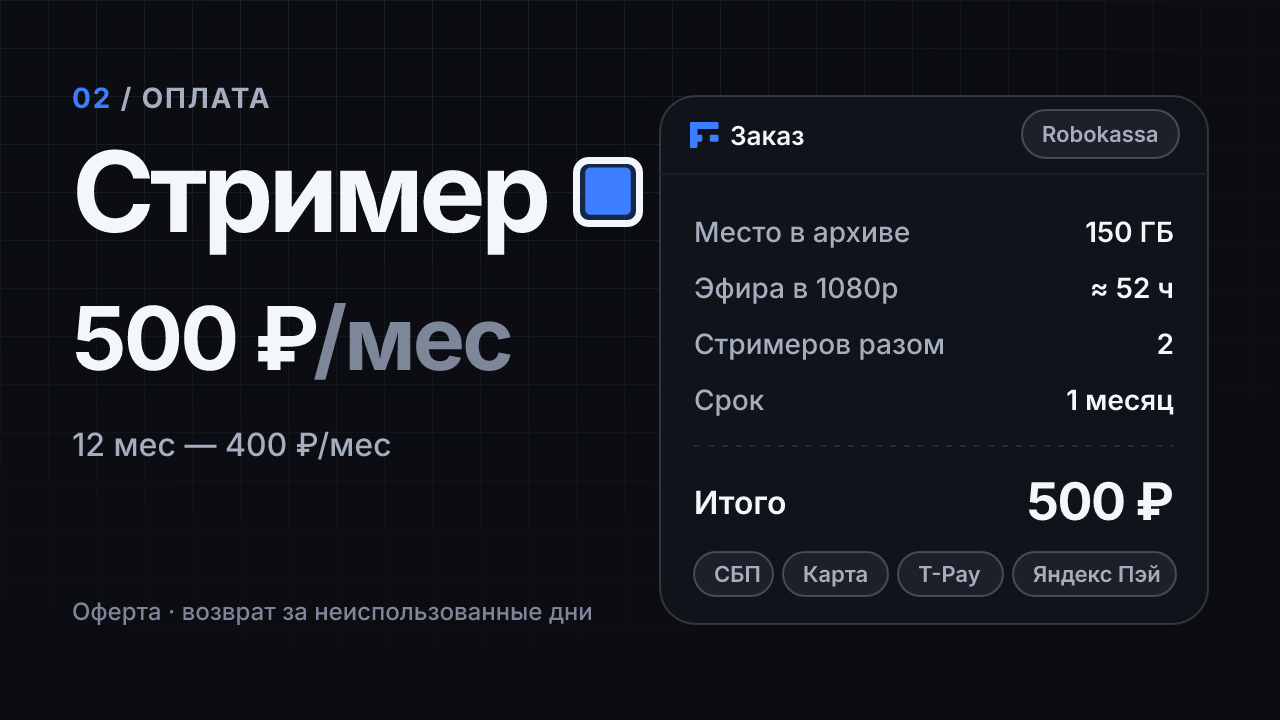 02 / ОПЛАТА
Стример
500 ₽/мес
12 мес — 400 ₽/мес
Оферта · возврат за неиспользованные дни
Заказ
Robokassa
Место в архиве 150 ГБ
Эфира в 1080p ≈ 52 ч
Стримеров разом 2
Срок 1 месяц
Итого 500 ₽
СБП Карта T-Pay Яндекс Пэй